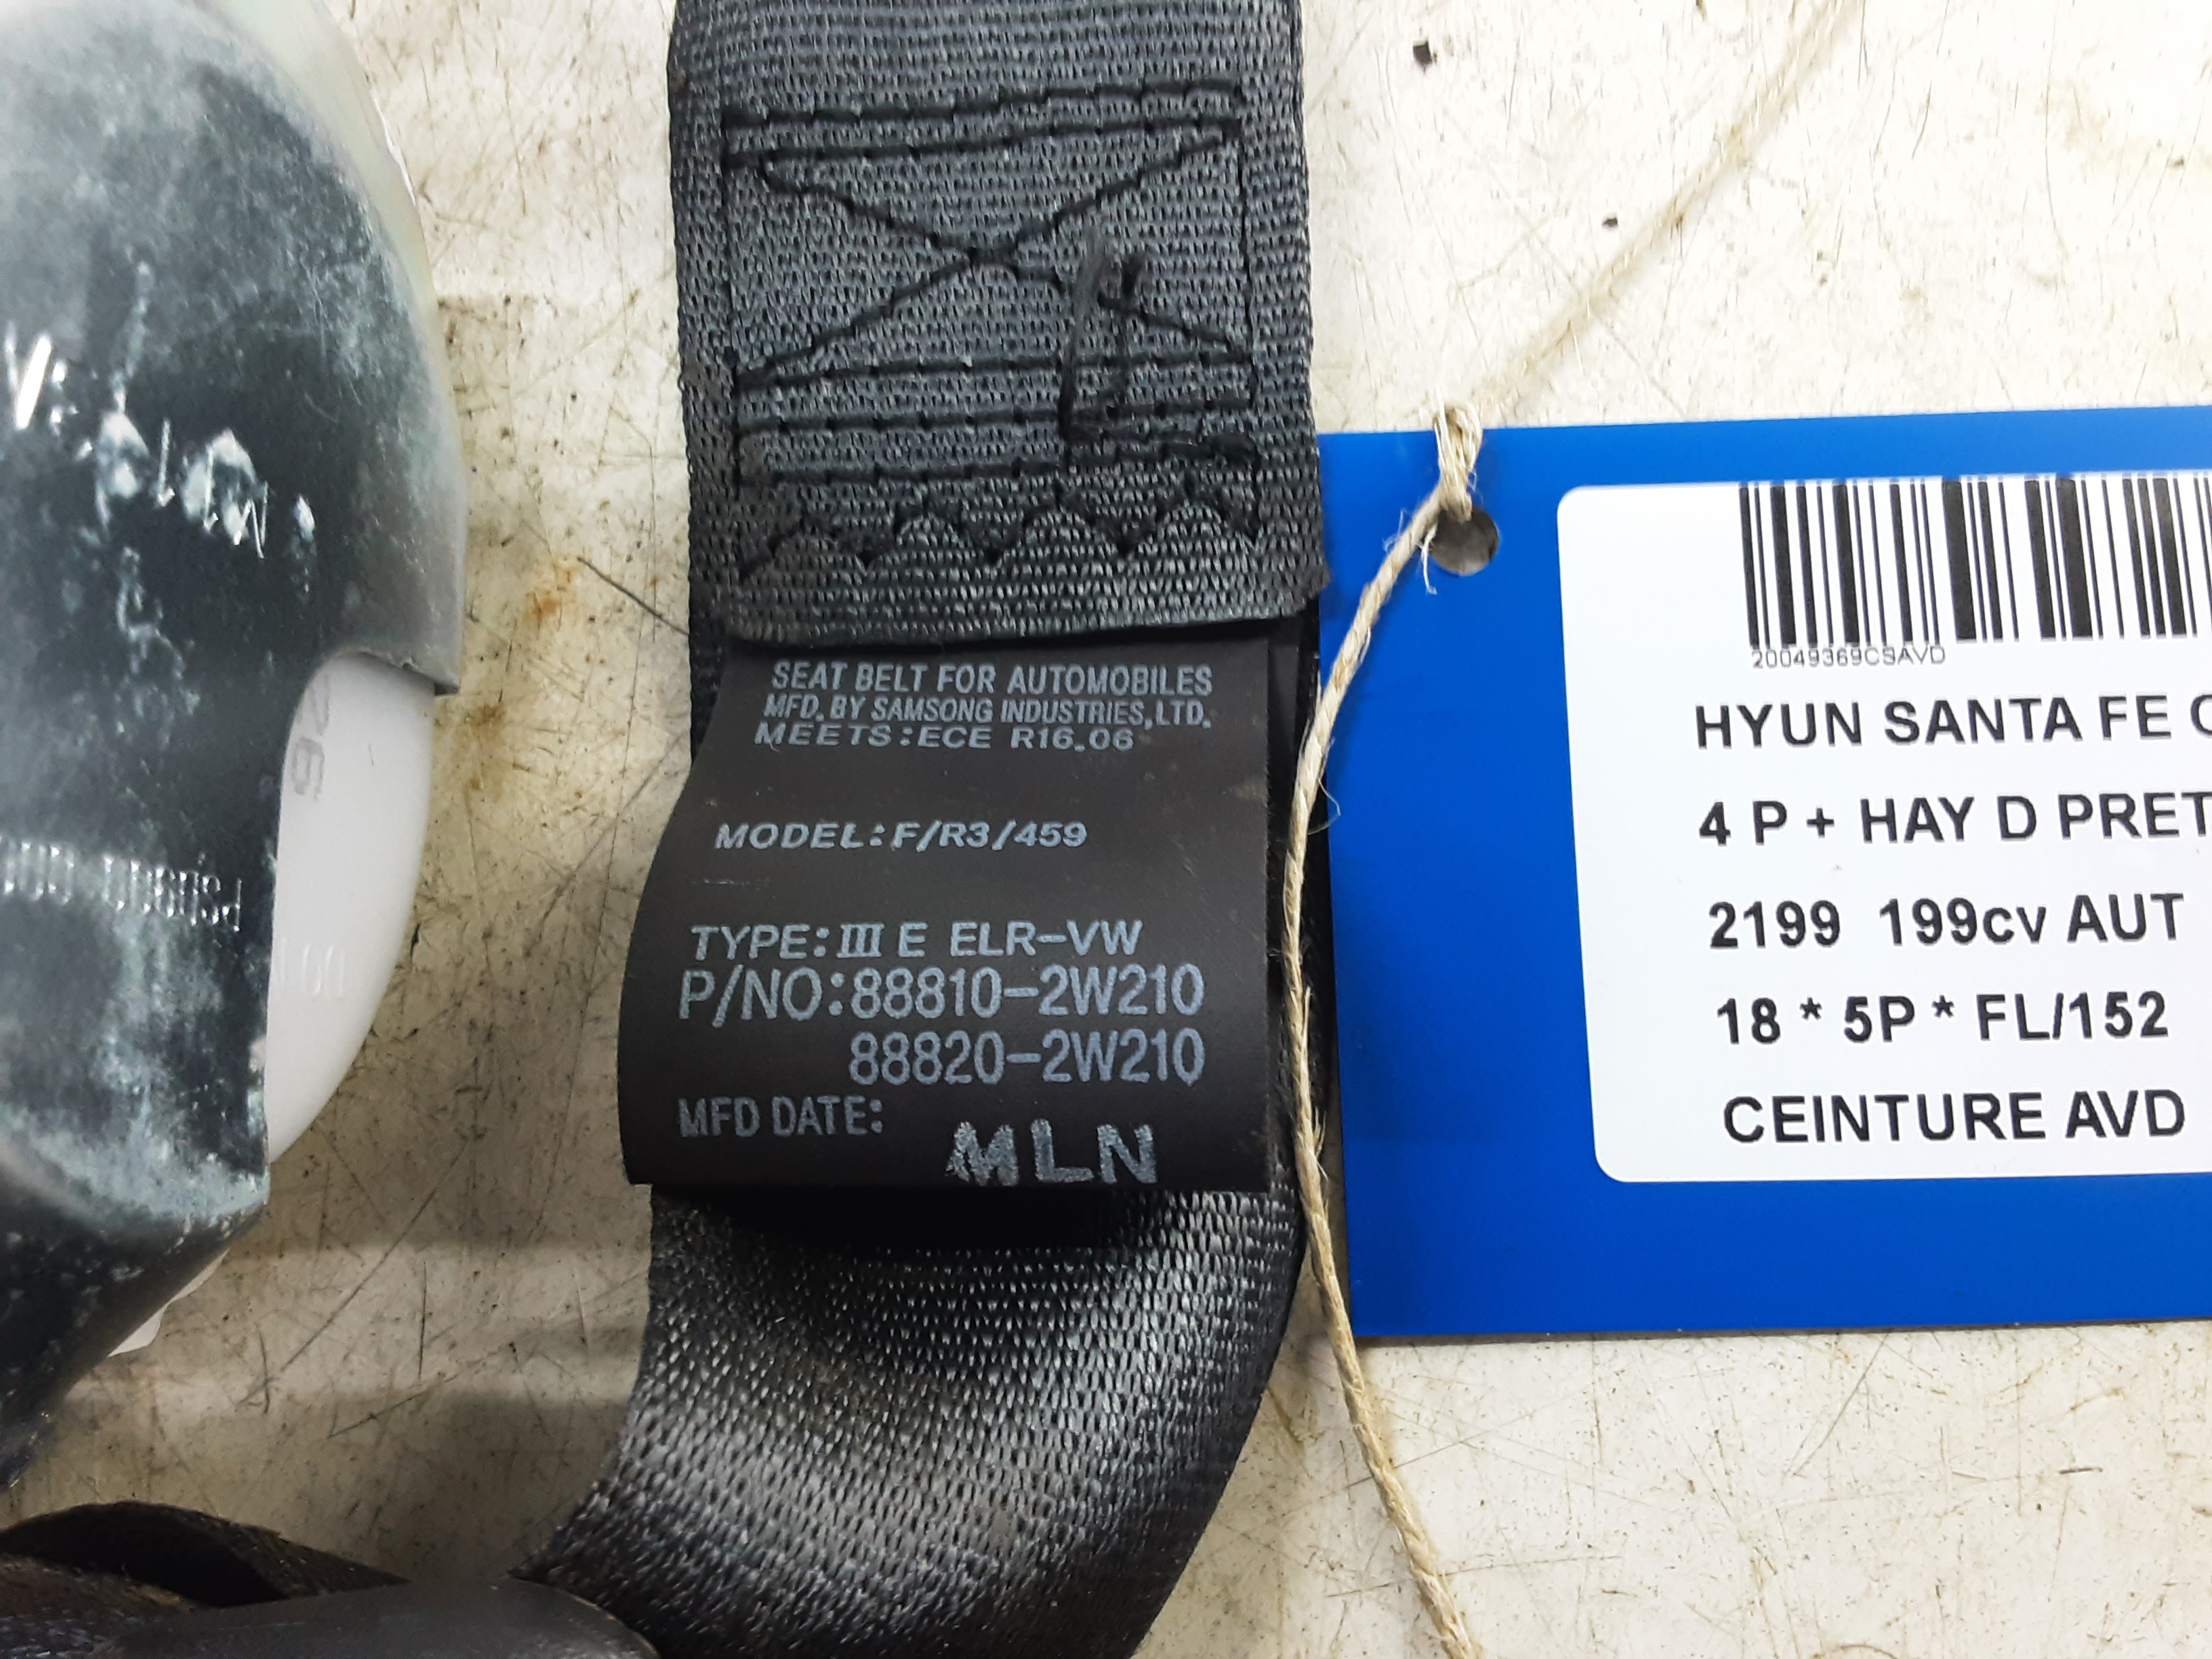 SEAT BELT FOR AUTOMOBILES
MFD. BY SAMSONG INDUSTRIES,LTD.
MEETS:ECE R16.06
MODEL:F/R3/459
TYPE:III E ELR-VW
P/NO:88810-2W210
88820-2W210
MFD DATE:
MLN
20049369CSAVD
HYUN SANTA FE
4 P + HAY D PRET
2199 199cv AUT
18 * 5P * FL/152
CEINTURE AVD
26